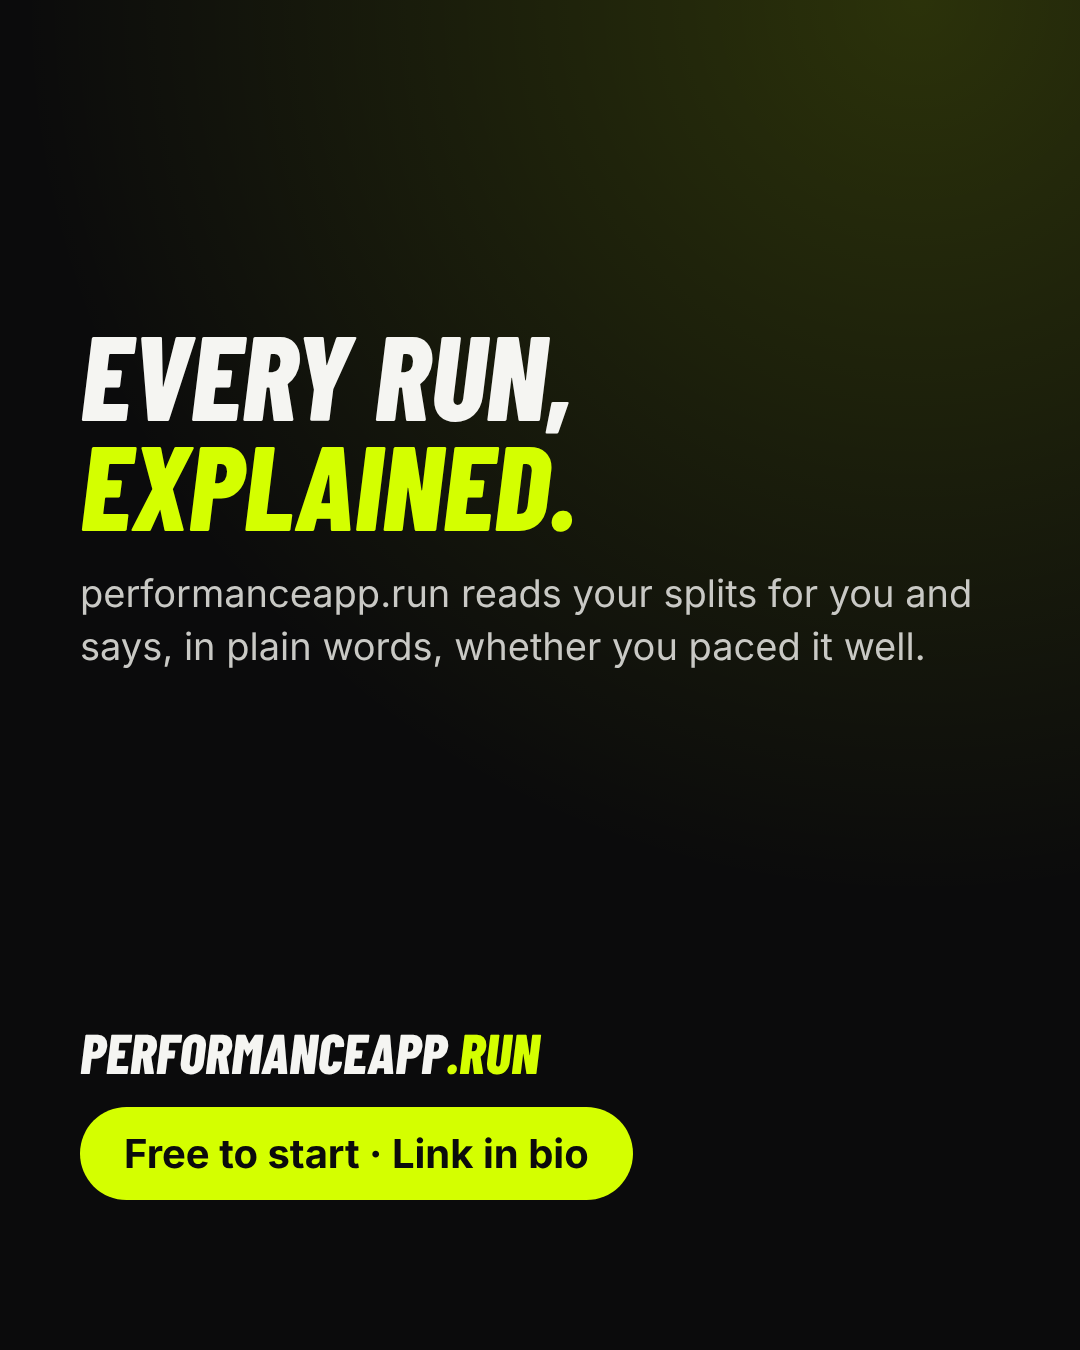 EVERY RUN,
EXPLAINED.
performanceapp.run reads your splits for you and
says, in plain words, whether you paced it well.
PERFORMANCEAPP.RUN
Free to start · Link in bio